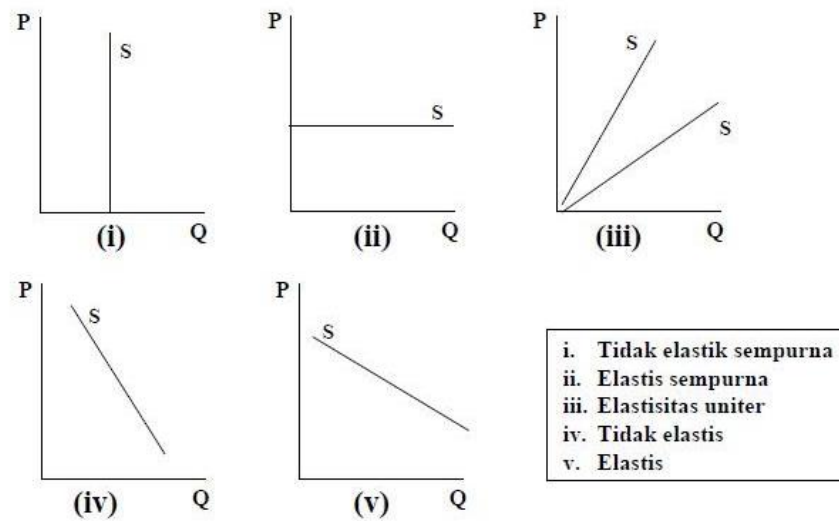 P
S
(i)
Q
P
S
(ii)
Q
P
S
S
(iii)
Q
P
S
(iv)
Q
P
S
(v)
Q
i. Tidak elastik sempurna
ii. Elastis sempurna
iii. Elastisitas uniter
iv. Tidak elastis
v. Elastis